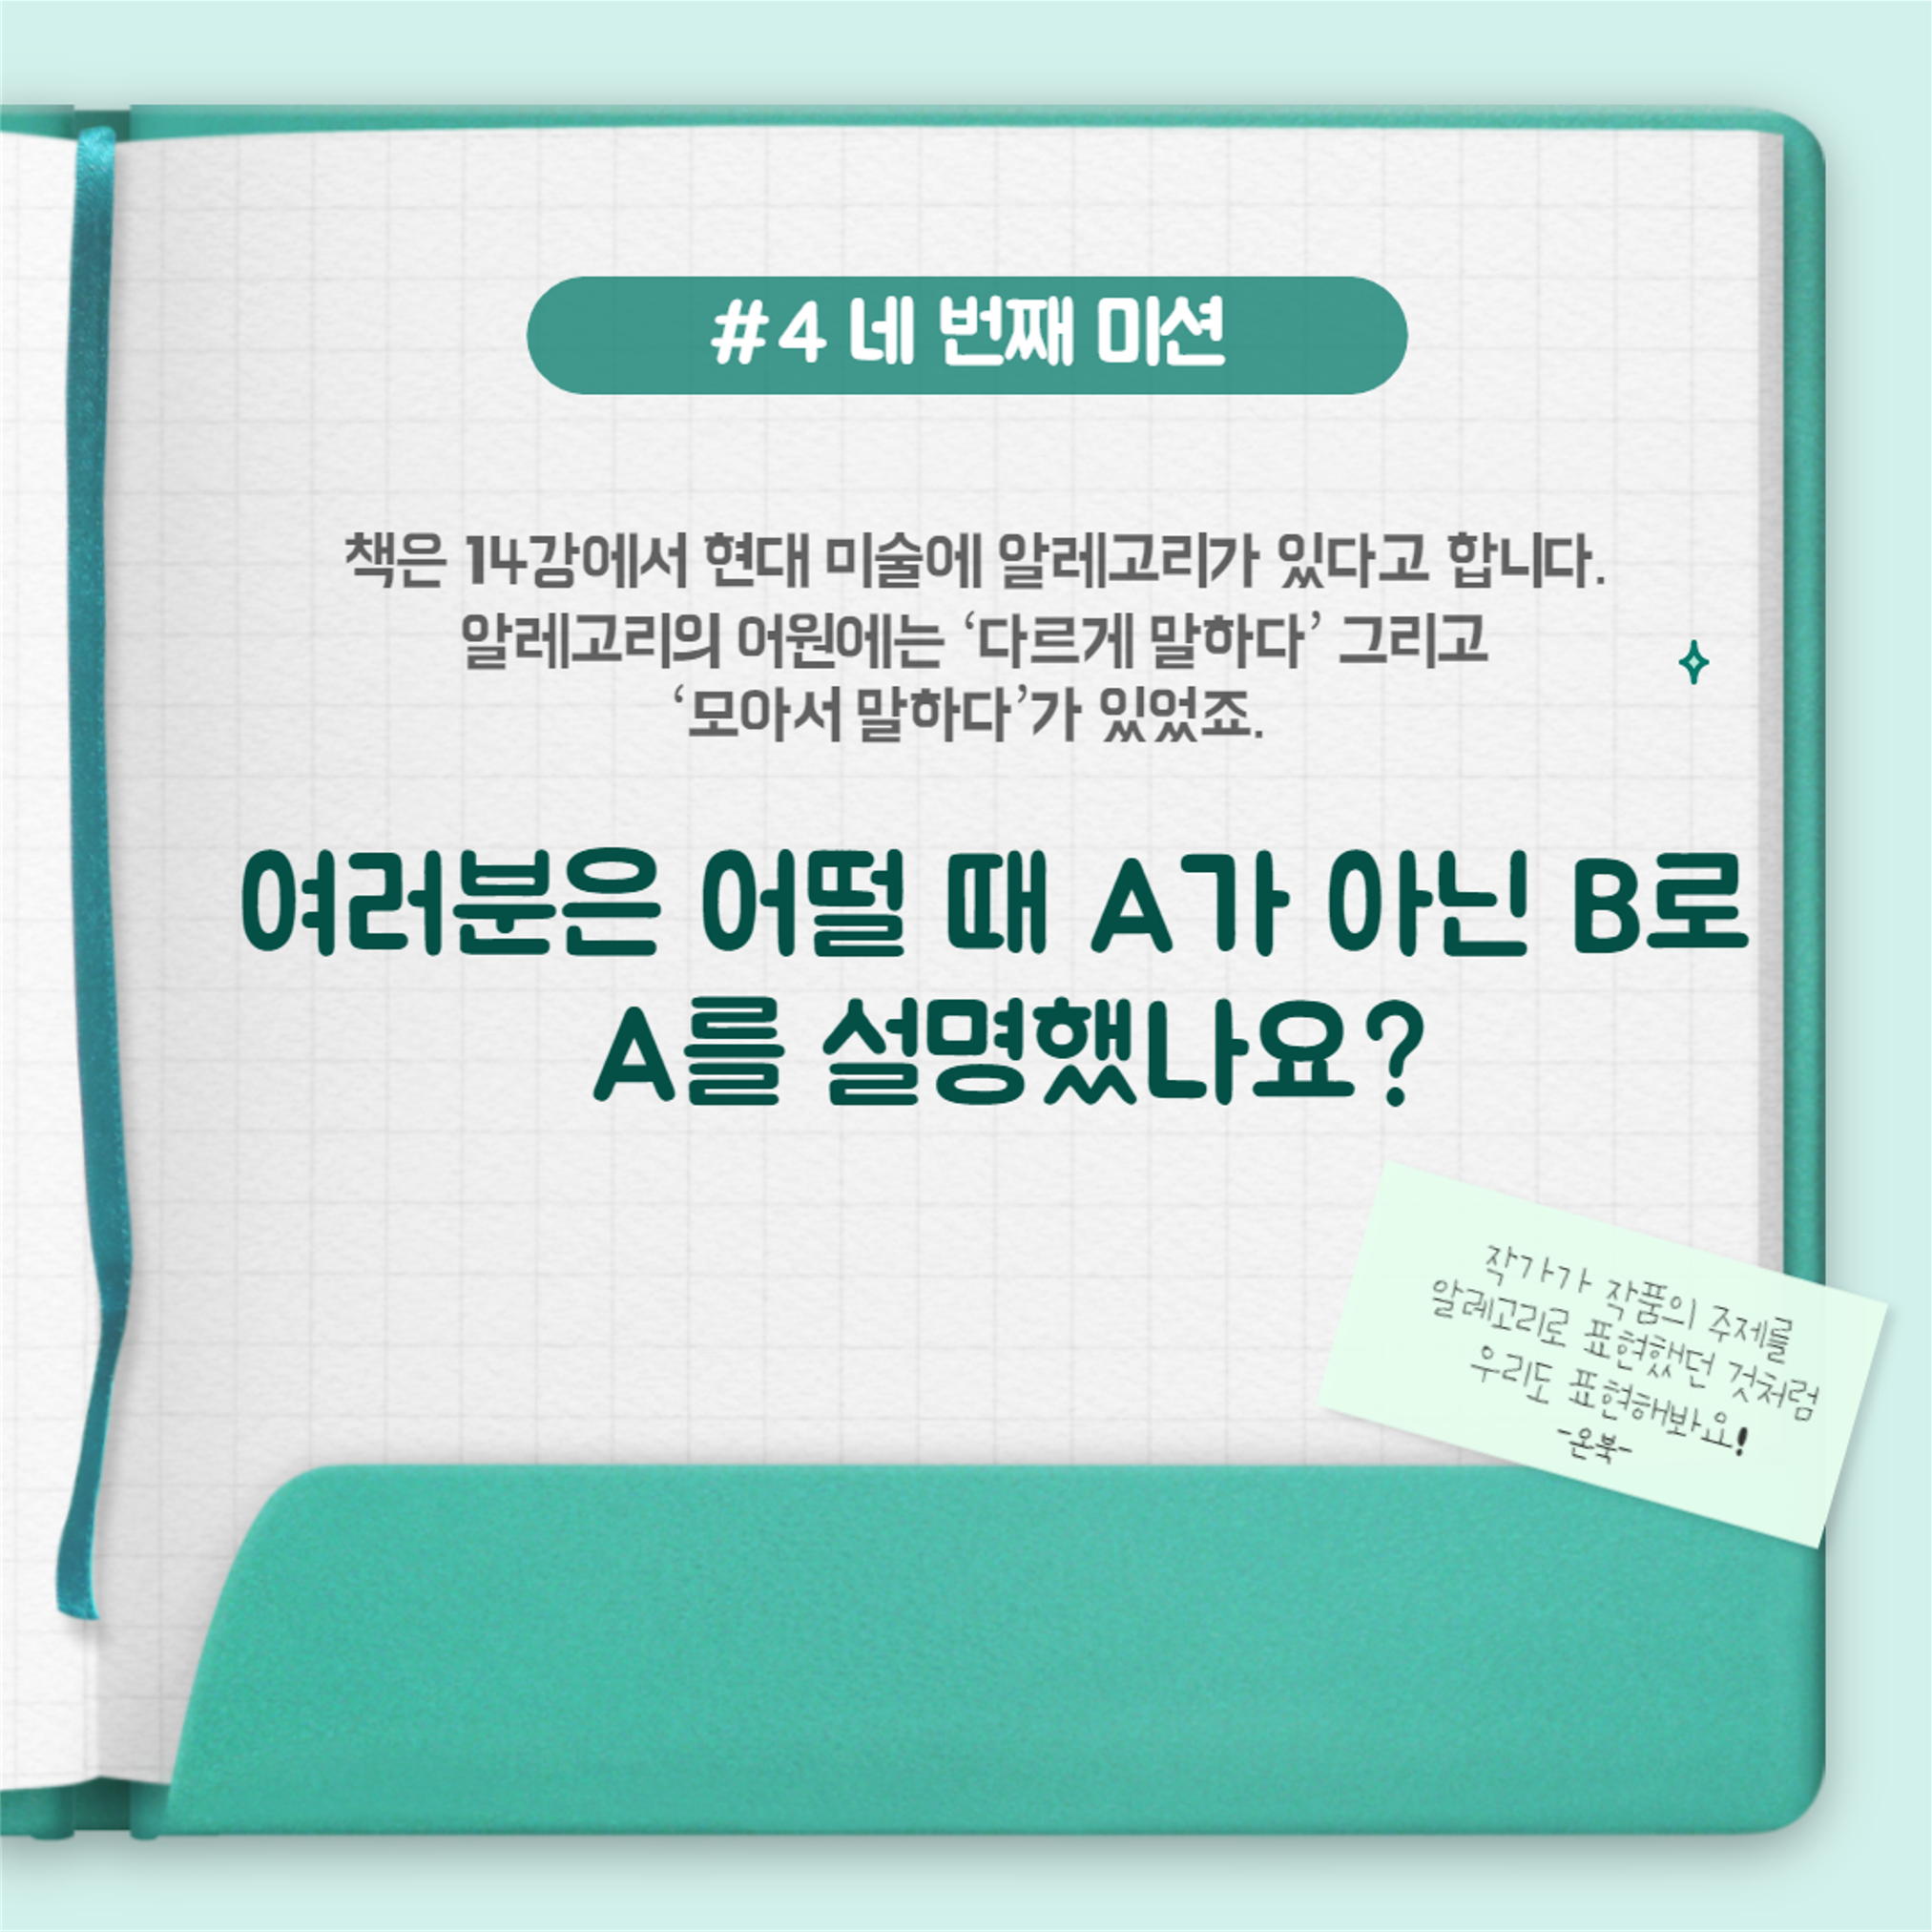 #4 네 번째 미션
책은 14강에서 현대 미술에 알레고리가 있다고 합니다.
알레고리의 어원에는 ‘다르게 말하다’ 그리고
‘모아서 말하다’가 있었죠.
여러분은 어떨 때 A가 아닌 B로
A를 설명했나요?
작가가 작품의 주제를
알레고리로 표현했던 것처럼
우리도 표현해봐요!
-온북-